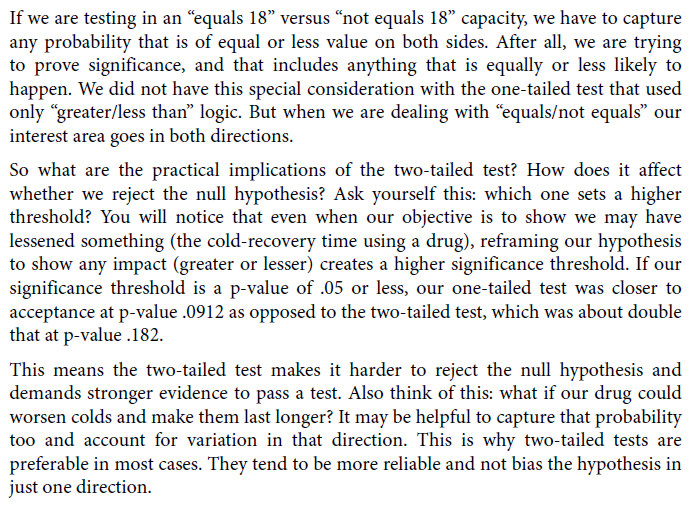 If we are testing in an “equals 18” versus “not equals 18” capacity, we have to capture
any probability that is of equal or less value on both sides. After all, we are trying
to prove significance, and that includes anything that is equally or less likely to
happen. We did not have this special consideration with the one-tailed test that used
only “greater/less than” logic. But when we are dealing with “equals/not equals” our
interest area goes in both directions.
So what are the practical implications of the two-tailed test? How does it affect
whether we reject the null hypothesis? Ask yourself this: which one sets a higher
threshold? You will notice that even when our objective is to show we may have
lessened something (the cold-recovery time using a drug), reframing our hypothesis
to show any impact (greater or lesser) creates a higher significance threshold. If our
significance threshold is a p-value of .05 or less, our one-tailed test was closer to
acceptance at p-value .0912 as opposed to the two-tailed test, which was about double
that at p-value .182.
This means the two-tailed test makes it harder to reject the null hypothesis and
demands stronger evidence to pass a test. Also think of this: what if our drug could
worsen colds and make them last longer? It may be helpful to capture that probability
too and account for variation in that direction. This is why two-tailed tests are
preferable in most cases. They tend to be more reliable and not bias the hypothesis in
just one direction.